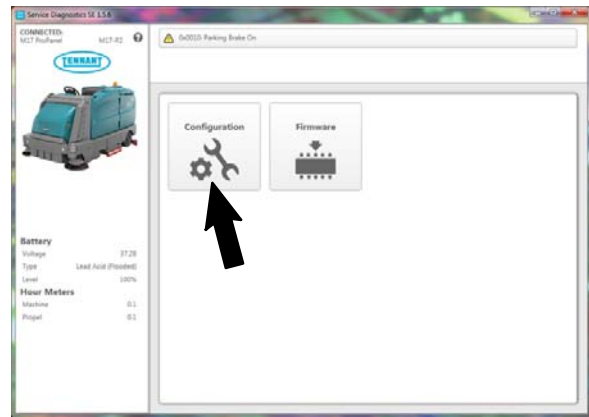 Service Diagnostics SE 1.5.6
CONNECTED:
M17 ProPanel M17-R2
TENNANT
0x0010: Parking Brake On
Configuration
Firmware
Battery
Voltage 37.28
Type Lead Acid (Flooded)
Level 100%
Hour Meters
Machine 0.1
Propel 0.1